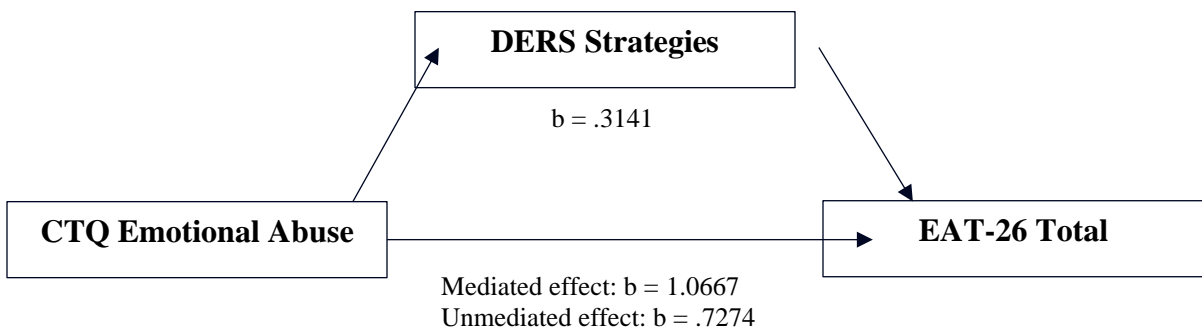 DERS Strategies
b = .3141
CTQ Emotional Abuse
EAT-26 Total
Mediated effect: b = 1.0667
Unmediated effect: b = .7274